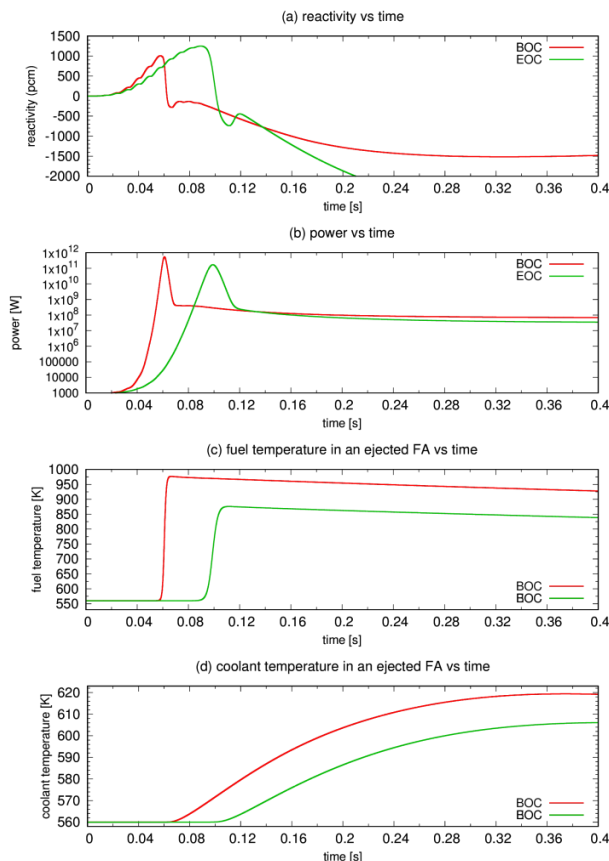 (a) reactivity vs time
reactivity (pcm)
1500
1000
500
0
-500
-1000
-1500
-2000
BOC
EOC
0 0.04 0.08 0.12 0.16 0.2 0.24 0.28 0.32 0.36 0.4
time [s]
(b) power vs time
power [W]
1x10^12
1x10^11
1x10^10
1x10^9
1x10^8
1x10^7
1x10^6
100000
10000
1000
BOC
EOC
0 0.04 0.08 0.12 0.16 0.2 0.24 0.28 0.32 0.36 0.4
time [s]
(c) fuel temperature in an ejected FA vs time
fuel temperature [K]
1000
950
900
850
800
750
700
650
600
550
BOC
BOC
0 0.04 0.08 0.12 0.16 0.2 0.24 0.28 0.32 0.36 0.4
time [s]
(d) coolant temperature in an ejected FA vs time
coolant temperature [K]
620
610
600
590
580
570
560
BOC
BOC
0 0.04 0.08 0.12 0.16 0.2 0.24 0.28 0.32 0.36 0.4
time [s]